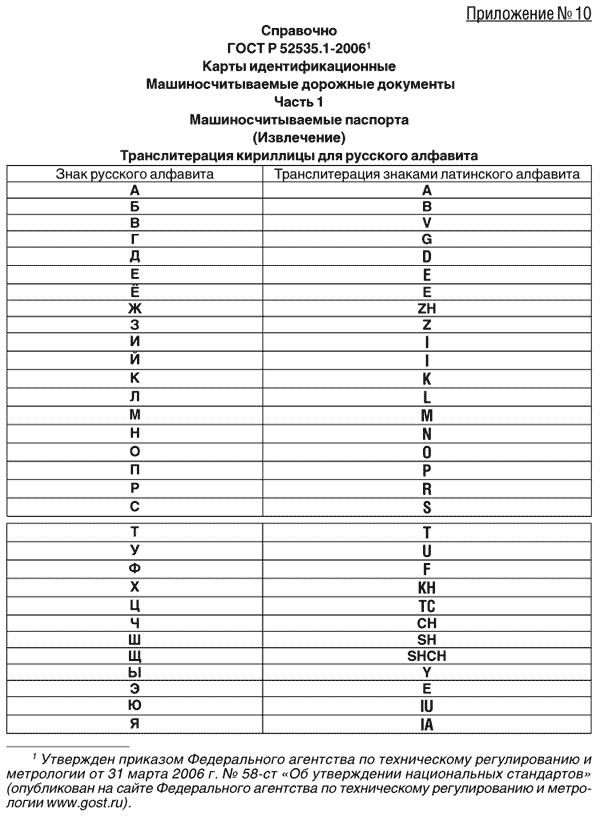 Приложение № 10
Справочно
ГОСТ Р 52535.1-2006¹
Карты идентификационные
Машиносчитываемые дорожные документы
Часть 1
Машиносчитываемые паспорта
(Извлечение)
Транслитерация кириллицы для русского алфавита
Знак русского алфавита Транслитерация знаками латинского алфавита
А A
Б B
В V
Г G
Д D
Е E
Ё E
Ж ZH
З Z
И I
Й I
К K
Л L
М M
Н N
О O
П P
Р R
С S
Т T
У U
Ф F
Х KH
Ц TC
Ч CH
Ш SH
Щ SHCH
Ы Y
Э E
Ю IU
Я IA
¹ Утвержден приказом Федерального агентства по техническому регулированию и
метрологии от 31 марта 2006 г. № 58-ст «Об утверждении национальных стандартов»
(опубликован на сайте Федерального агентства по техническому регулированию и метро-
логии www.gost.ru).